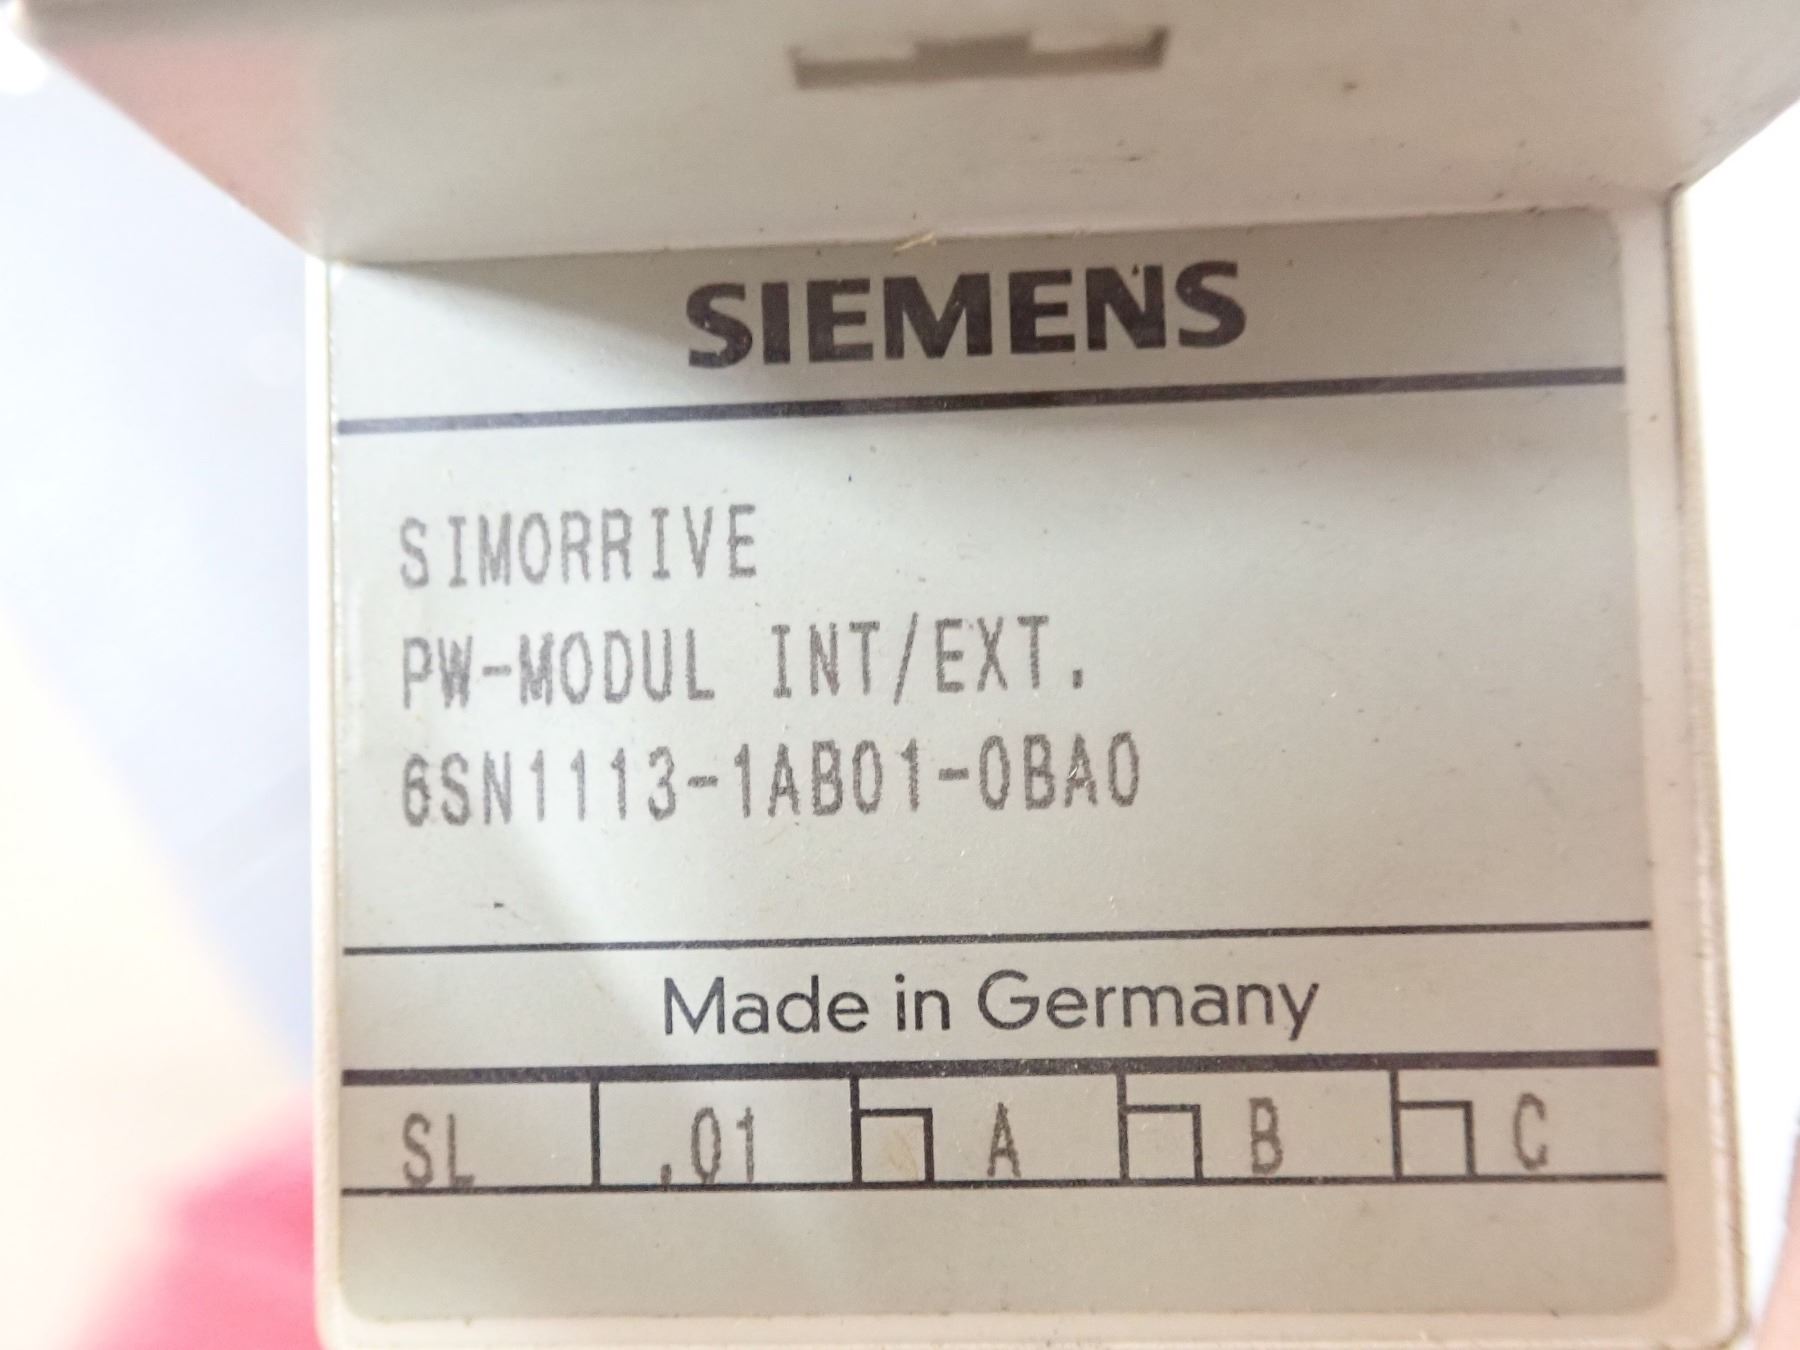 SIEMENS
SIMORRIVE
PW-MODUL INT/EXT.
6SN1113-1AB01-0BA0
Made in Germany
SL .01 A B C